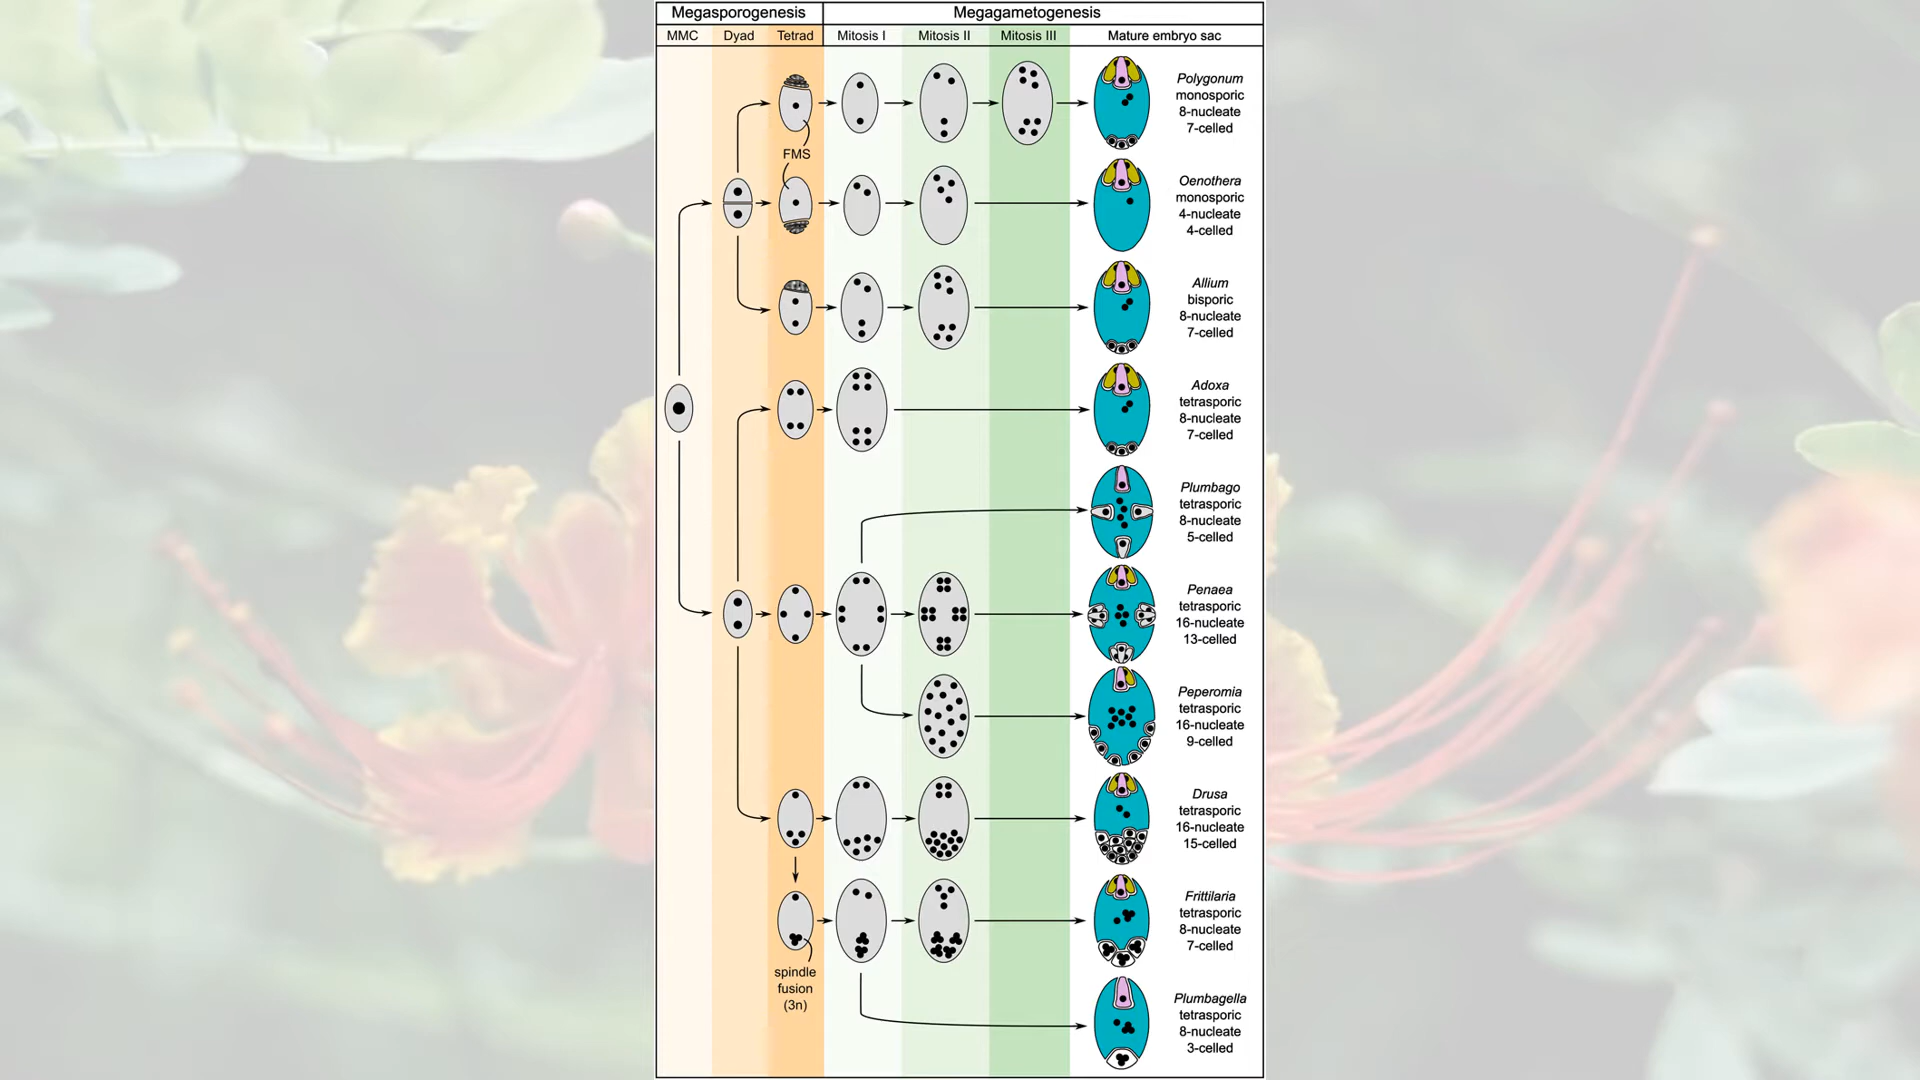 Megasporogenesis
Megagametogenesis
MMC
Dyad
Tetrad
Mitosis I
Mitosis II
Mitosis III
Mature embryo sac
Polygonum
monosporic
8-nucleate
7-celled
FMS
Oenothera
monosporic
4-nucleate
4-celled
Allium
bisporic
8-nucleate
7-celled
Adoxa
tetrasporic
8-nucleate
7-celled
Plumbago
tetrasporic
8-nucleate
5-celled
Penaea
tetrasporic
16-nucleate
13-celled
Peperomia
tetrasporic
16-nucleate
9-celled
Drusa
tetrasporic
16-nucleate
15-celled
Frittilaria
tetrasporic
8-nucleate
7-celled
spindle
fusion
(3n)
Plumbagella
tetrasporic
8-nucleate
3-celled